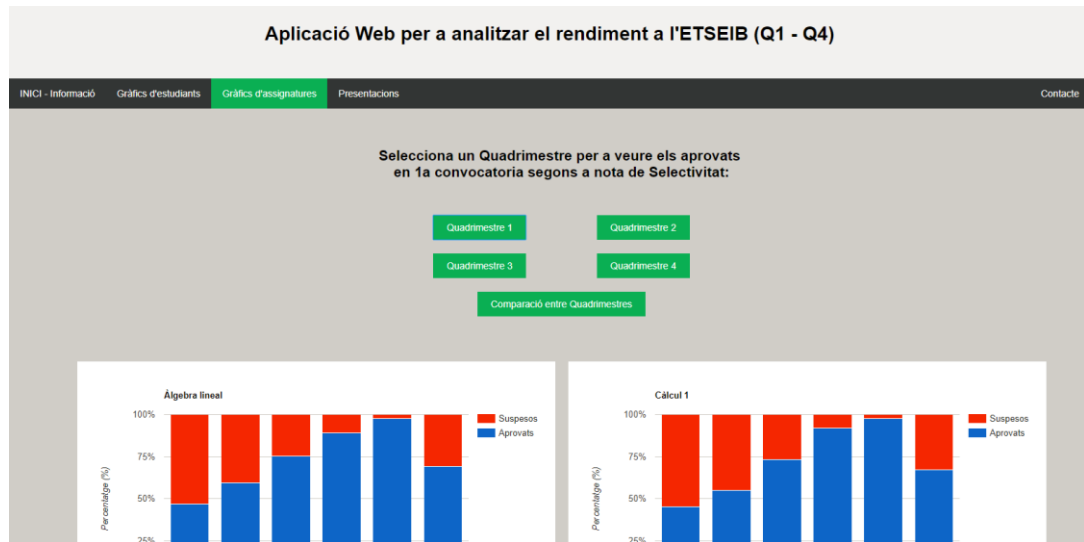 Aplicació Web per a analitzar el rendiment a l'ETSEIB (Q1 - Q4)
INICI - Informació Gràfics d'estudiants Gràfics d'assignatures Presentacions Contacte
Selecciona un Quadrimestre per a veure els aprovats
en 1a convocatoria segons a nota de Selectivitat:
Quadrimestre 1 Quadrimestre 2
Quadrimestre 3 Quadrimestre 4
Comparació entre Quadrimestres
Àlgebra lineal
100%
75%
50%
25%
Percentatge (%)
Suspesos
Aprovats
Càlcul 1
100%
75%
50%
25%
Percentatge (%)
Suspesos
Aprovats